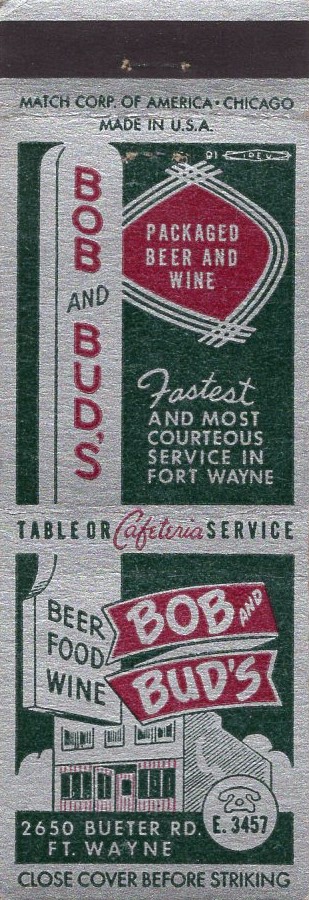 MATCH CORP. OF AMERICA • CHICAGO
MADE IN U.S.A.
BOB
AND
BUD'S
PACKAGED
BEER AND
WINE
Fastest
AND MOST
COURTEOUS
SERVICE IN
FORT WAYNE
TABLE OR Cafeteria SERVICE
BEER
FOOD
WINE
BOB AND
BUD'S
E. 3457
2650 BUETER RD.
FT. WAYNE
CLOSE COVER BEFORE STRIKING